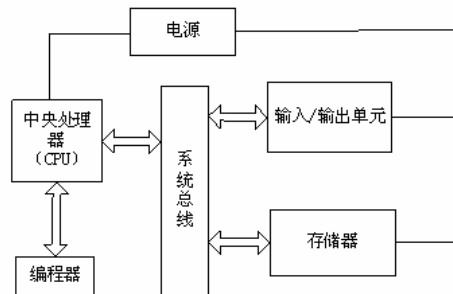 电源
中央处理
器
（CPU）
系
统
总
线
输入/输出单元
存储器
编程器